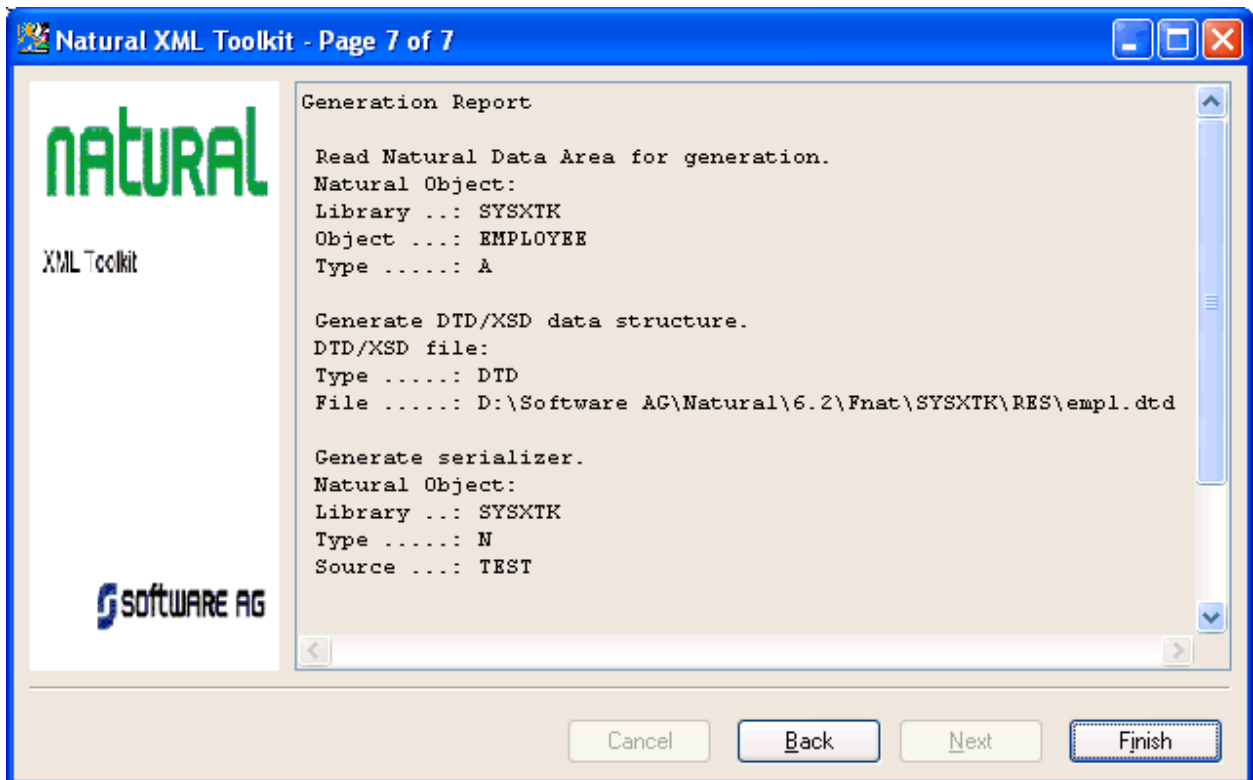 Natural XML Toolkit - Page 7 of 7
natural
XML Toolkit
software AG
Generation Report
Read Natural Data Area for generation.
Natural Object:
Library ..: SYSXTK
Object ...: EMPLOYEE
Type .....: A
Generate DTD/XSD data structure.
DTD/XSD file:
Type .....: DTD
File .....: D:\Software AG\Natural\6.2\Fnat\SYSXTK\RES\empl.dtd
Generate serializer.
Natural Object:
Library ..: SYSXTK
Type .....: N
Source ...: TEST
Cancel
Back
Next
Finish